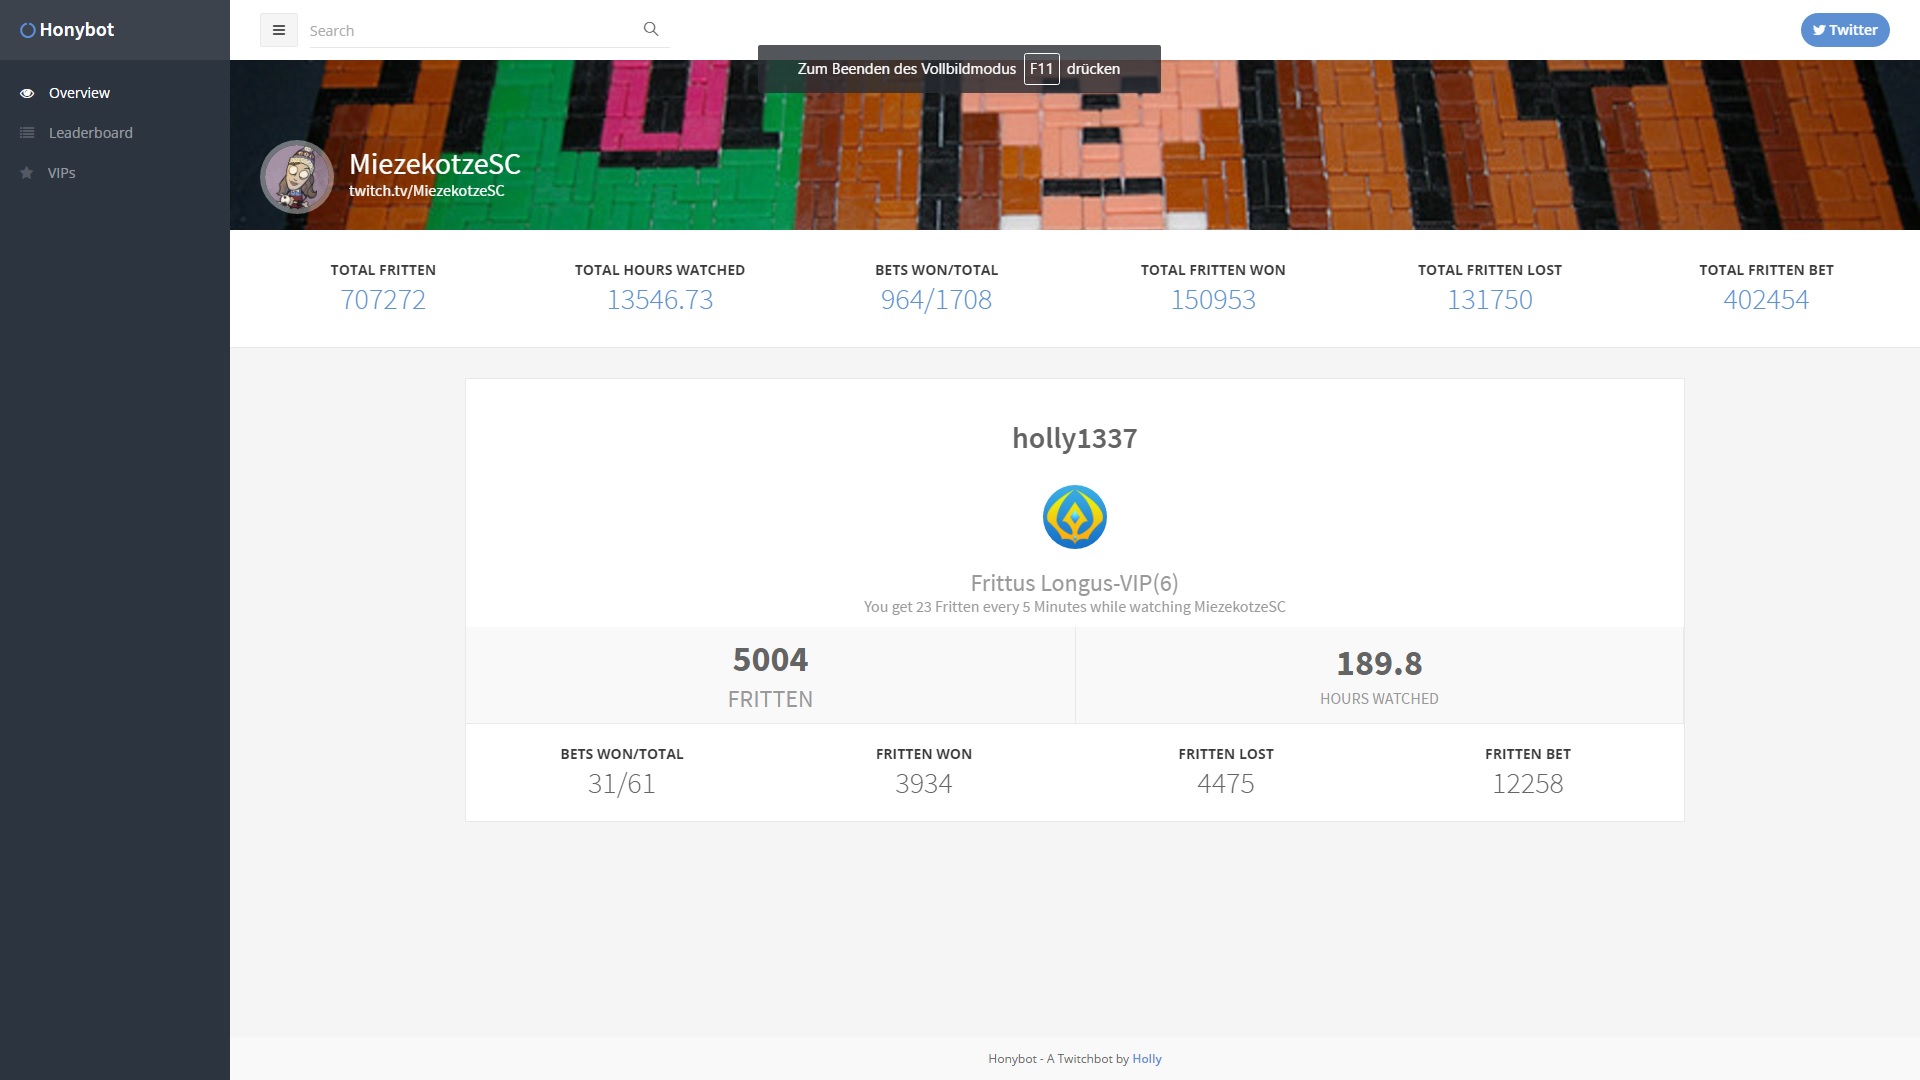 Honybot
Search
Twitter
Zum Beenden des Vollbildmodus F11 drücken
Overview
Leaderboard
VIPs
MiezekotzeSC
twitch.tv/MiezekotzeSC
TOTAL FRITTEN
707272
TOTAL HOURS WATCHED
13546.73
BETS WON/TOTAL
964/1708
TOTAL FRITTEN WON
150953
TOTAL FRITTEN LOST
131750
TOTAL FRITTEN BET
402454
holly1337
Frittus Longus-VIP(6)
You get 23 Fritten every 5 Minutes while watching MiezekotzeSC
5004
FRITTEN
189.8
HOURS WATCHED
BETS WON/TOTAL
31/61
FRITTEN WON
3934
FRITTEN LOST
4475
FRITTEN BET
12258
Honybot - A Twitchbot by Holly